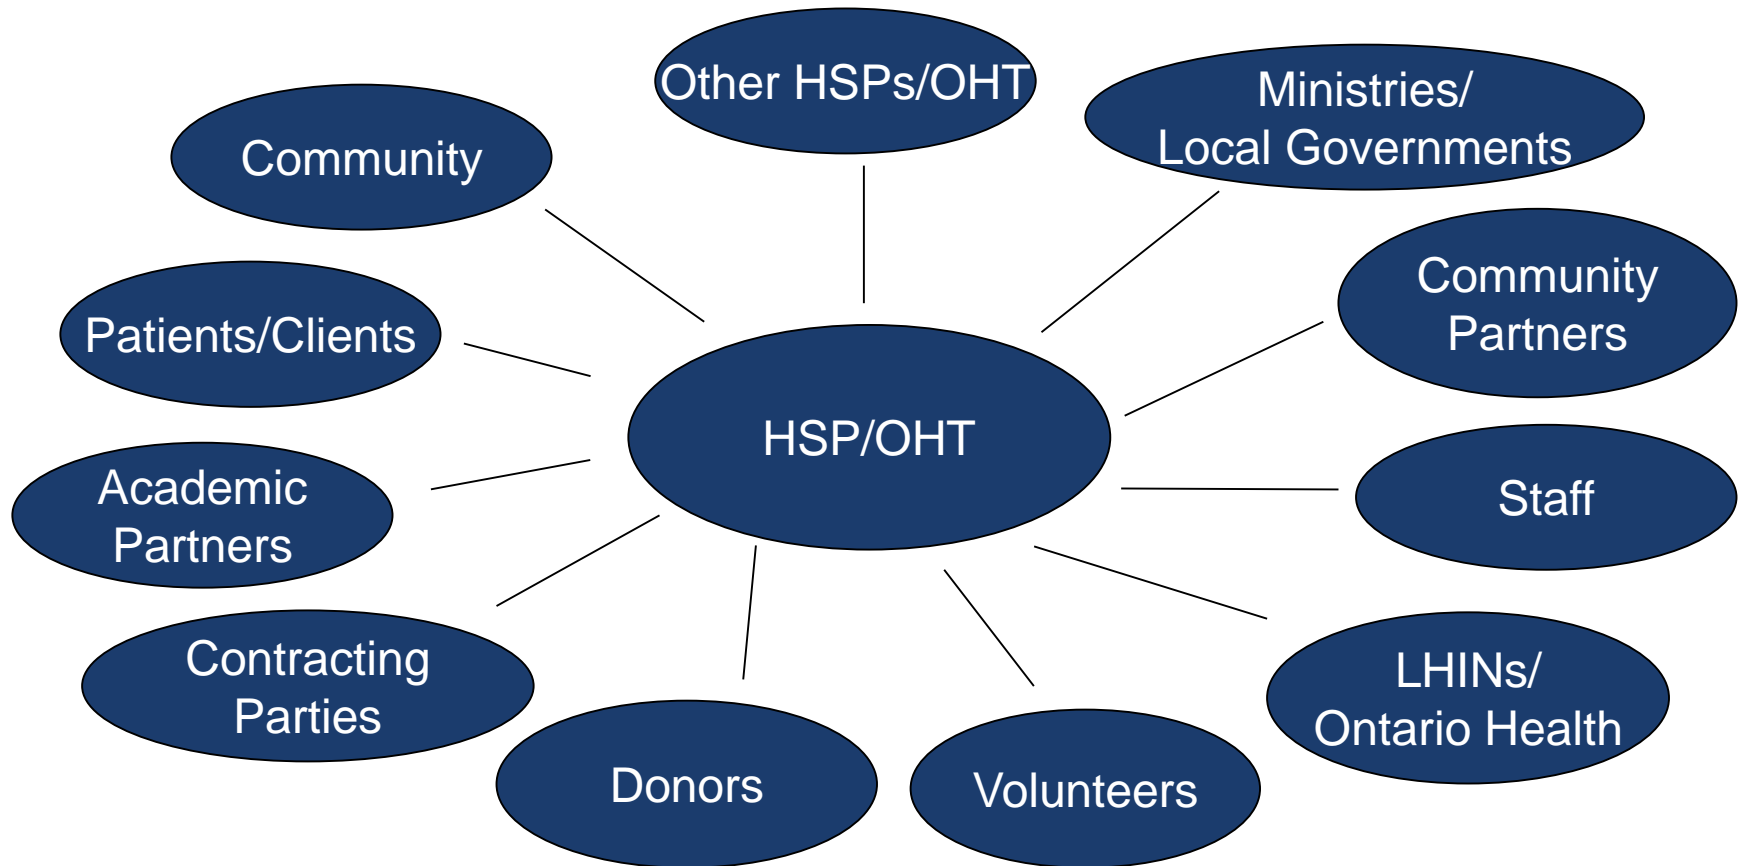 Other HSPs/OHT
Ministries/
Local Governments
Community
Community
Partners
Patients/Clients
HSP/OHT
Academic
Partners
Staff
Contracting
Parties
LHINs/
Ontario Health
Donors
Volunteers